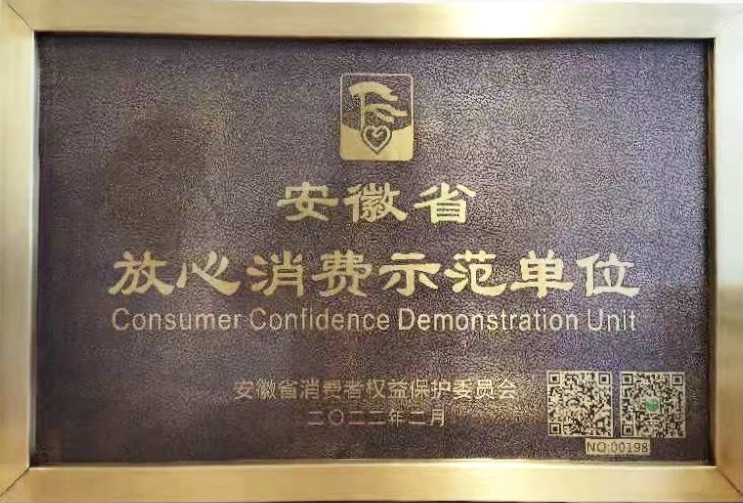 安徽省
放心消费示范单位
Consumer Confidence Demonstration Unit
安徽省消费者权益保护委员会
二〇二二年二月
NO:00198